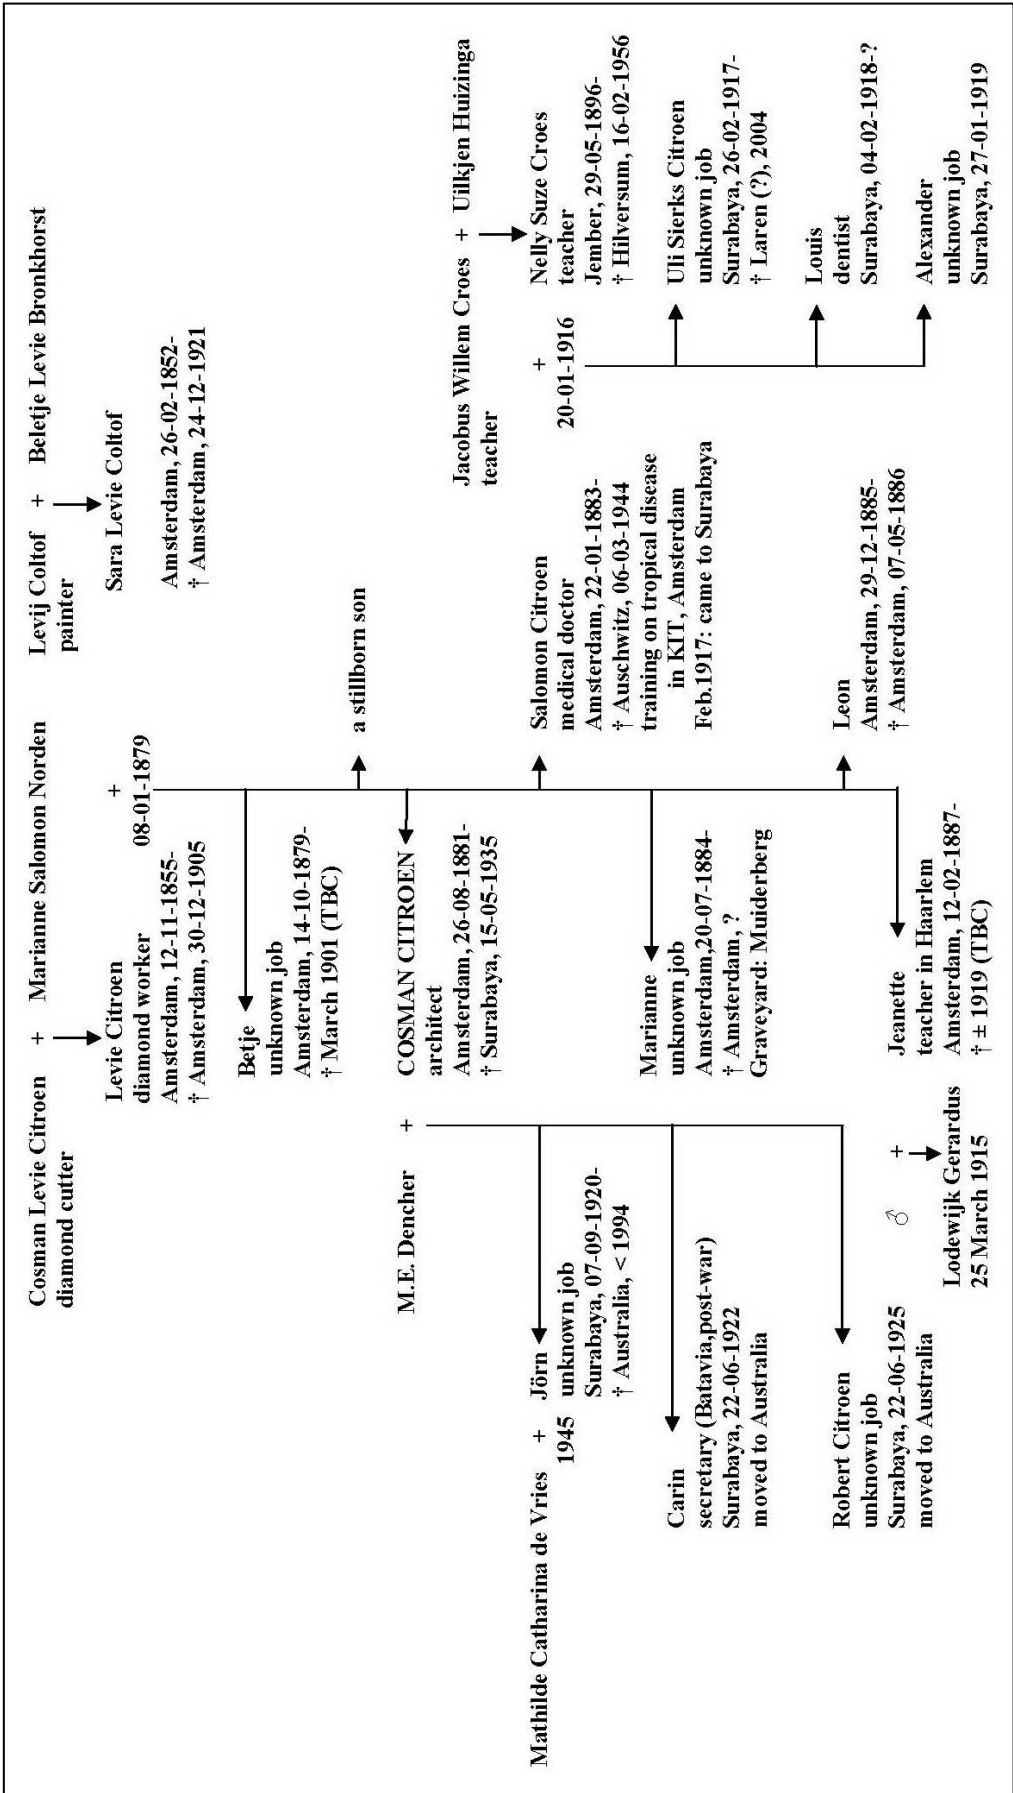 Cosman Levie Citroen + Marianne Salomon Norden
diamond cutter
Levie Citroen
diamond worker
Amsterdam, 12-11-1855-
† Amsterdam, 30-12-1905
Levij Coltof + Beletje Levie Bronkhorst
painter
Sara Levie Coltof
Amsterdam, 26-02-1852-
† Amsterdam, 24-12-1921
+
08-01-1879
Betje
unknown job
Amsterdam, 14-10-1879-
† March 1901 (TBC)
a stillborn son
M.E. Dencher + COSMAN CITROEN
architect
Amsterdam, 26-08-1881-
† Surabaya, 15-05-1935
Jacobus Willem Croes + Uilkjen Huizinga
teacher
Salomon Citroen
medical doctor
Amsterdam, 22-01-1883-
† Auschwitz, 06-03-1944
training on tropical disease
in KIT, Amsterdam
Feb.1917: came to Surabaya
+
20-01-1916
Nelly Suze Croes
teacher
Jember, 29-05-1896-
† Hilversum, 16-02-1956
Mathilde Catharina de Vries + Jörn
1945
unknown job
Surabaya, 07-09-1920-
† Australia, < 1994
Marianne
unknown job
Amsterdam,20-07-1884-
† Amsterdam, ?
Graveyard: Muiderberg
Uli Sierks Citroen
unknown job
Surabaya, 26-02-1917-
† Laren (?), 2004
Carin
secretary (Batavia,post-war)
Surabaya, 22-06-1922
moved to Australia
Leon
Amsterdam, 29-12-1885-
† Amsterdam, 07-05-1886
Louis
dentist
Surabaya, 04-02-1918-?
Robert Citroen
unknown job
Surabaya, 22-06-1925
moved to Australia
♂ + Jeanette
teacher in Haarlem
Amsterdam, 12-02-1887-
† ± 1919 (TBC)
Lodewijk Gerardus
25 March 1915
Alexander
unknown job
Surabaya, 27-01-1919